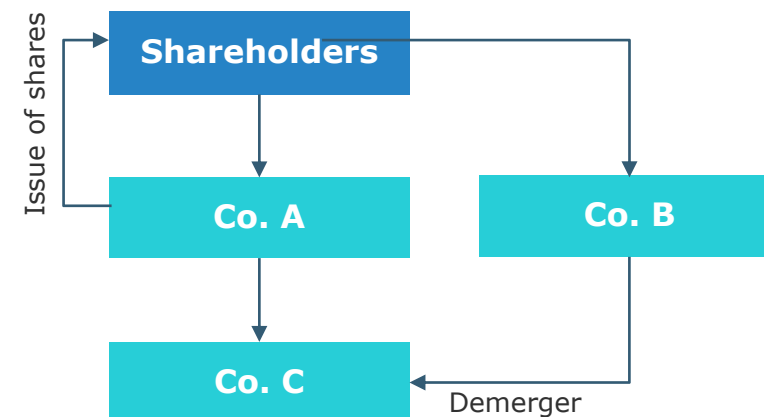 Issue of shares
Shareholders
Co. A
Co. B
Co. C
Demerger